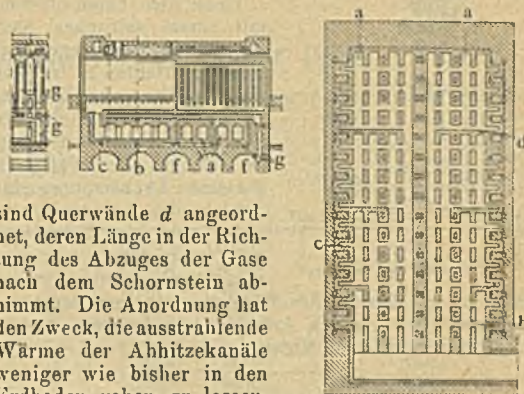 a a
d
g
g
c b f a f g
c
d
sind Querwände d angeord-
net, deren Länge in der Rich-
tung des Abzuges der Gase
nach dem Schornstein ab-
nimmt. Die Anordnung hat
den Zweck, die ausstrahlende
Wärme der Abhitzekanäle
weniger wie bisher in den